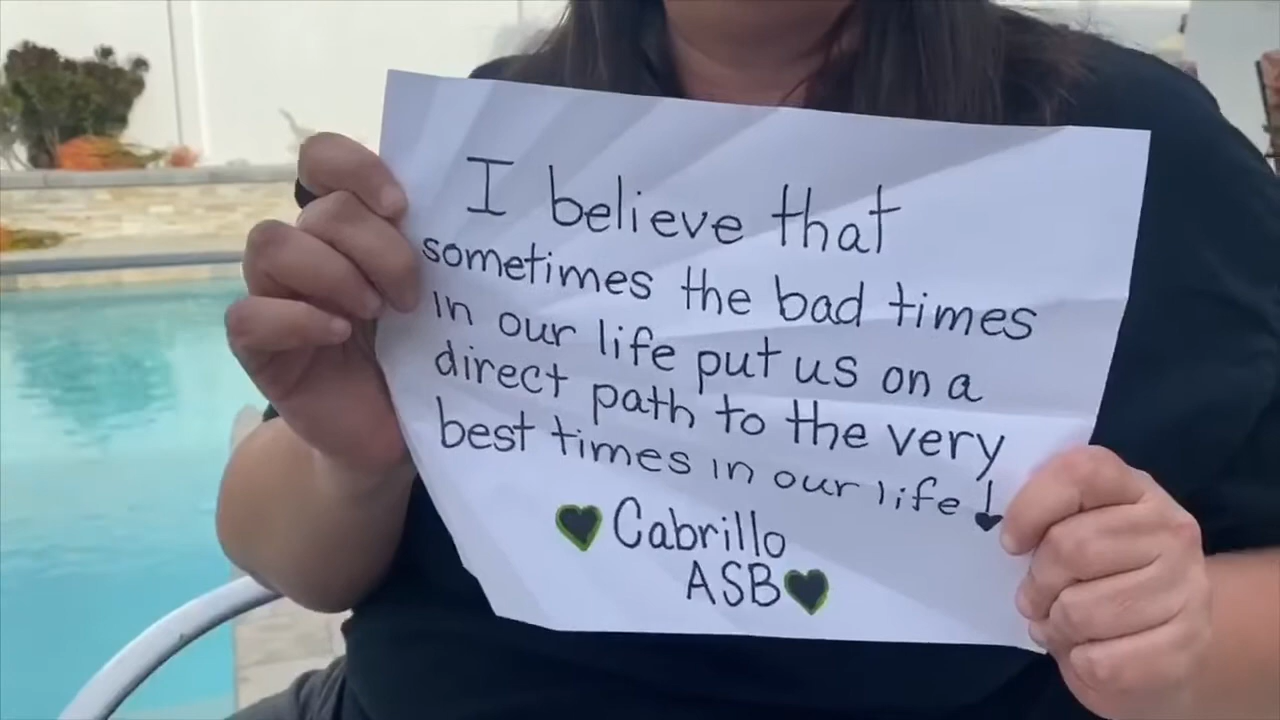 I believe that
sometimes the bad times
in our life put us on a
direct path to the very
best times in our life!
Cabrillo
ASB